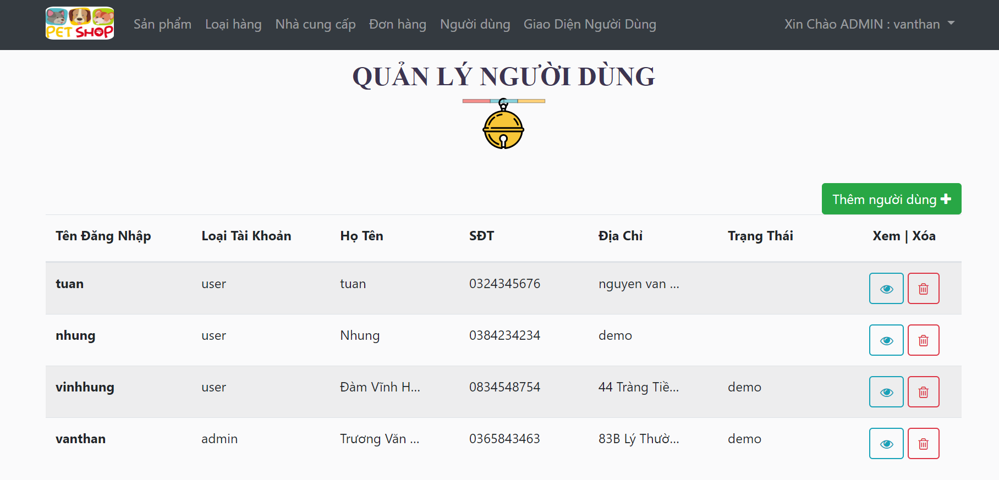 PET SHOP
Sản phẩm Loại hàng Nhà cung cấp Đơn hàng Người dùng Giao Diện Người Dùng Xin Chào ADMIN : vanthan
QUẢN LÝ NGƯỜI DÙNG
Thêm người dùng
Tên Đăng Nhập Loại Tài Khoản Họ Tên SĐT Địa Chỉ Trạng Thái Xem | Xóa
tuan user tuan 0324345676 nguyen van ...
nhung user Nhung 0384234234 demo
vinhhung user Đàm Vĩnh H... 0834548754 44 Tràng Tiề... demo
vanthan admin Trương Văn ... 0365843463 83B Lý Thườ... demo